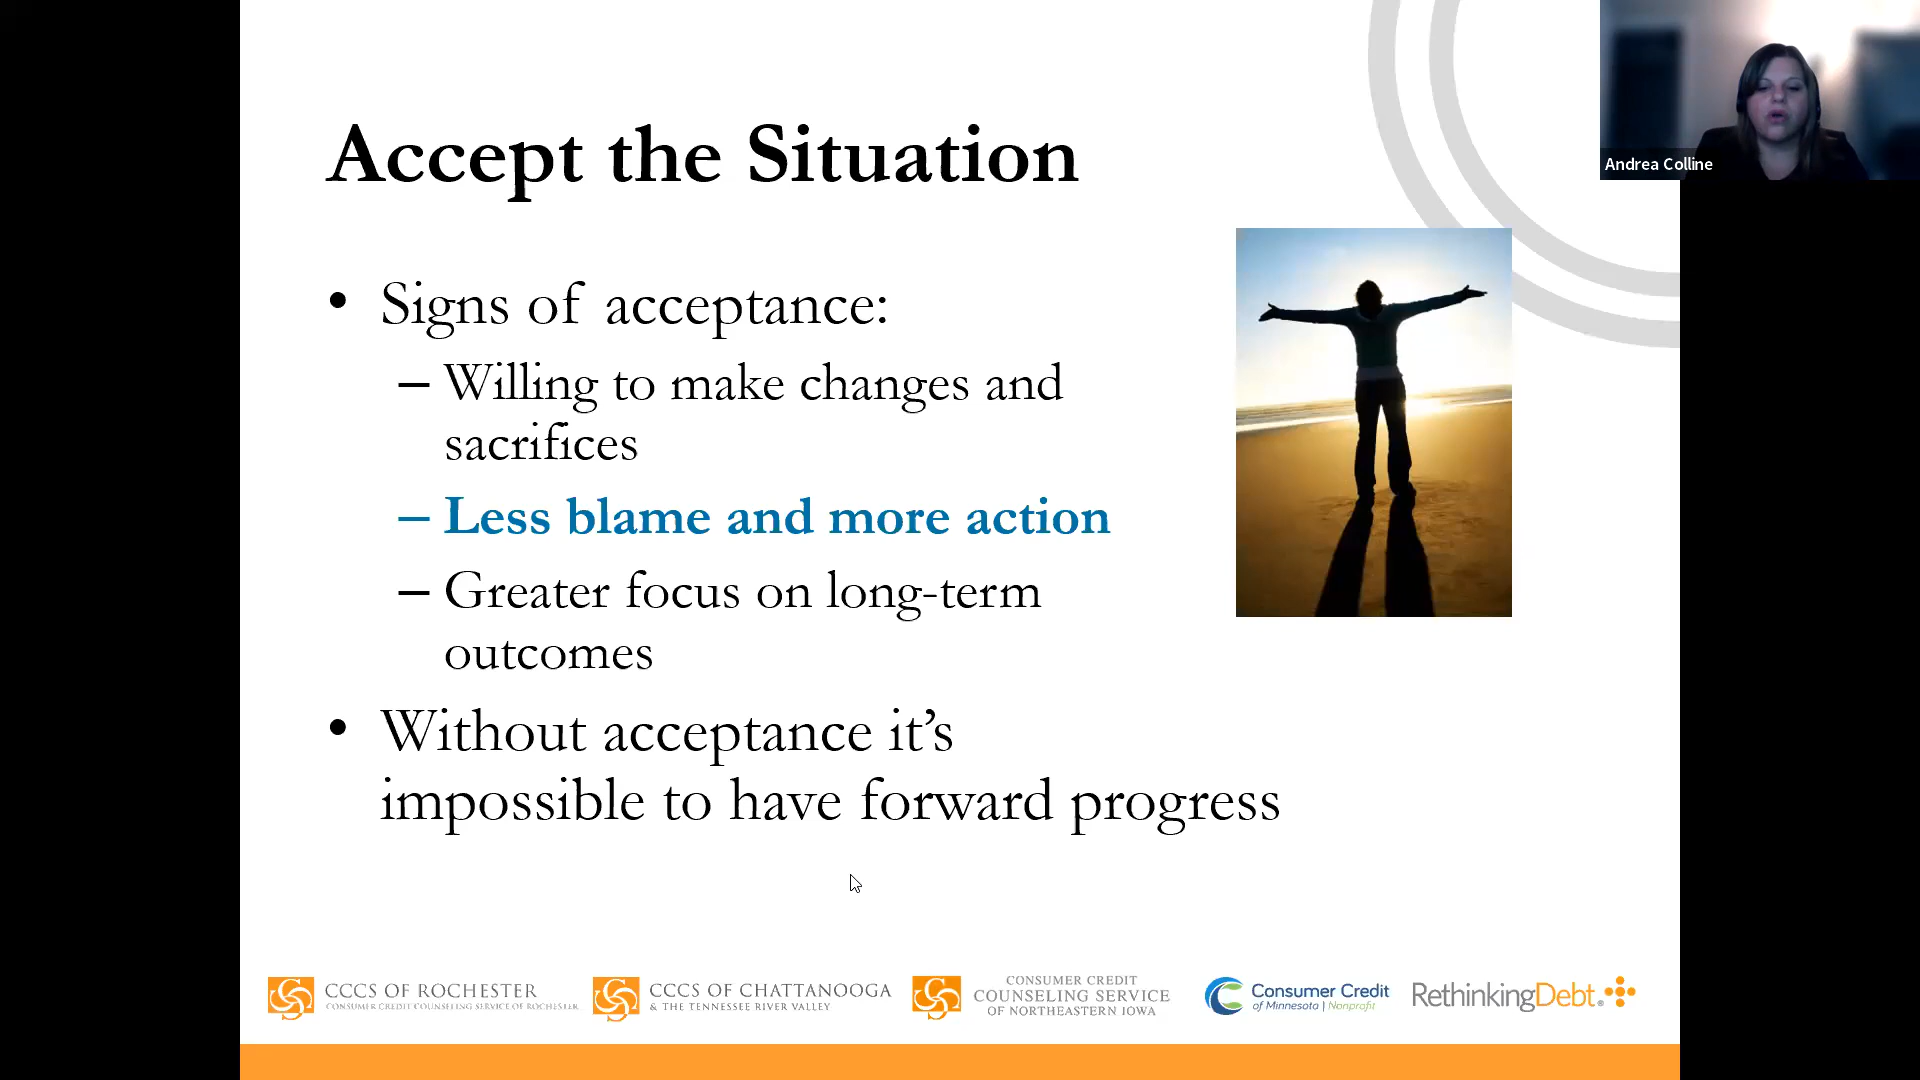 Accept the Situation
Andrea Colline
• Signs of acceptance:
– Willing to make changes and
sacrifices
– Less blame and more action
– Greater focus on long-term
outcomes
• Without acceptance it’s
impossible to have forward progress
CCCS OF ROCHESTER
CONSUMER CREDIT COUNSELING SERVICE OF ROCHESTER
CCCS OF CHATTANOOGA
& THE TENNESSEE RIVER VALLEY
CONSUMER CREDIT
COUNSELING SERVICE
OF NORTHEASTERN IOWA
Consumer Credit
of Minnesota | Nonprofit
RethinkingDebt®